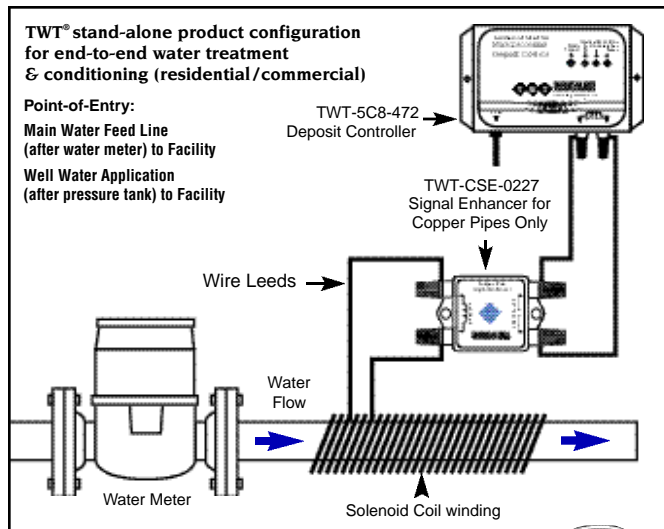 TWT® stand-alone product configuration
for end-to-end water treatment
& conditioning (residential/commercial)
Point-of-Entry:
Main Water Feed Line
(after water meter) to Facility
Well Water Application
(after pressure tank) to Facility
TWT-5C8-472
Deposit Controller
TWT-CSE-0227
Signal Enhancer for
Copper Pipes Only
Wire Leeds
Water
Flow
Water Meter
Solenoid Coil winding